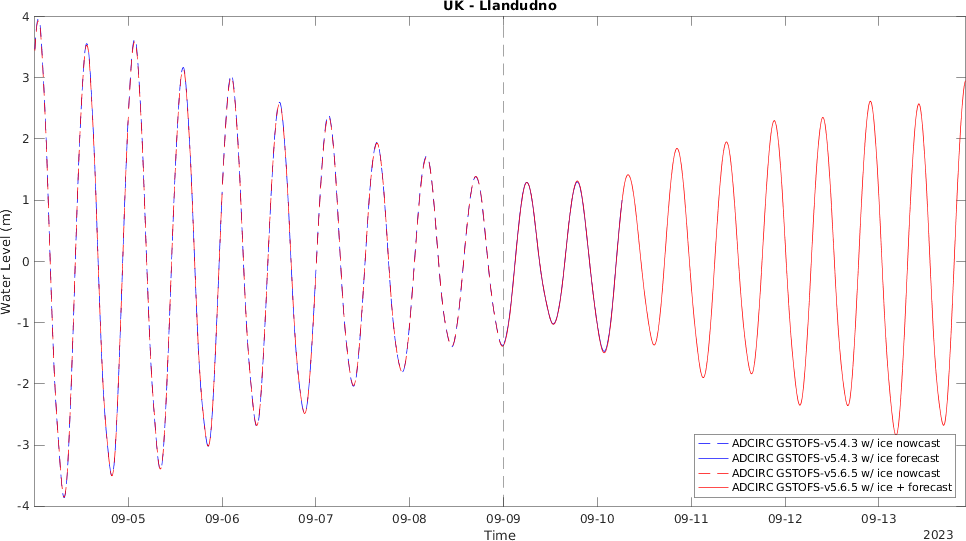 UK - Llandudno
4
3
2
1
0
-1
-2
-3
-4
Water Level (m)
ADCIRC GSTOFS-v5.4.3 w/ ice nowcast
ADCIRC GSTOFS-v5.4.3 w/ ice forecast
ADCIRC GSTOFS-v5.6.5 w/ ice nowcast
ADCIRC GSTOFS-v5.6.5 w/ ice + forecast
09-05 09-06 09-07 09-08 09-09 09-10 09-11 09-12 09-13
Time
2023